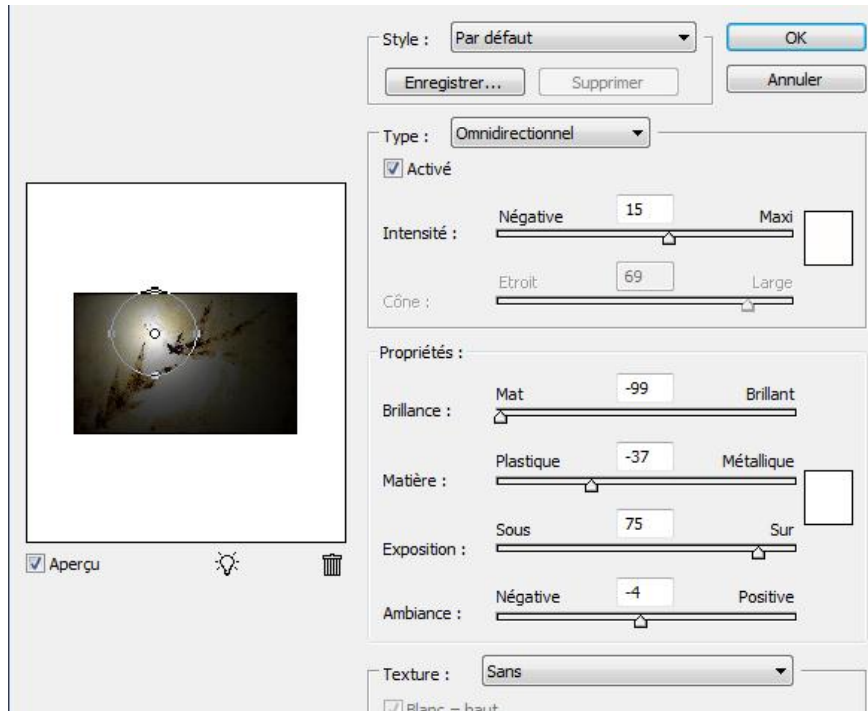 Style : Par défaut OK
Enregistrer... Supprimer Annuler
Type : Omnidirectionnel
Activé
Négative 15 Maxi
Intensité :
Etroit 69 Large
Cône :
Propriétés :
Mat -99 Brillant
Brillance :
Plastique -37 Métallique
Matière :
Sous 75 Sur
Exposition :
Aperçu
Négative -4 Positive
Ambiance :
Texture : Sans
Blanc = haut